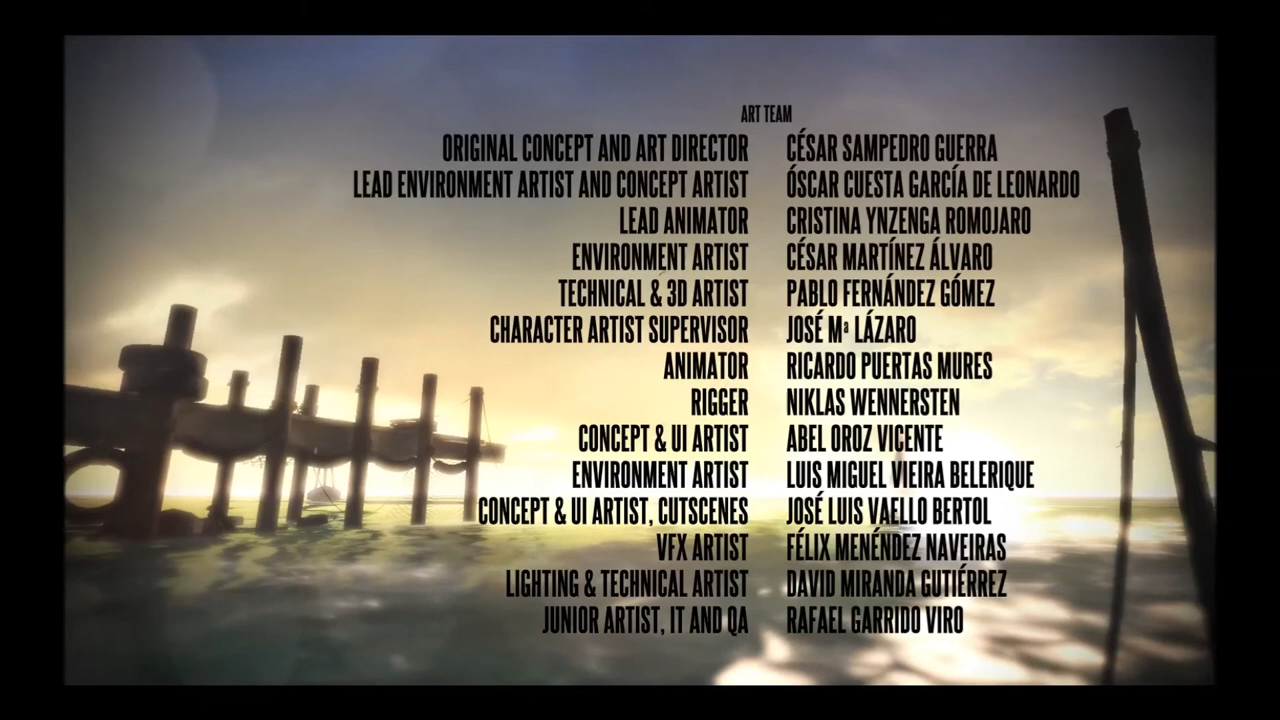 ART TEAM
ORIGINAL CONCEPT AND ART DIRECTOR CÉSAR SAMPEDRO GUERRA
LEAD ENVIRONMENT ARTIST AND CONCEPT ARTIST ÓSCAR CUESTA GARCÍA DE LEONARDO
LEAD ANIMATOR CRISTINA YNZENGA ROMOJARO
ENVIRONMENT ARTIST CÉSAR MARTÍNEZ ÁLVARO
TECHNICAL & 3D ARTIST PABLO FERNÁNDEZ GÓMEZ
CHARACTER ARTIST SUPERVISOR JOSÉ Mª LÁZARO
ANIMATOR RICARDO PUERTAS MURES
RIGGER NIKLAS WENNERSTEN
CONCEPT & UI ARTIST ABEL OROZ VICENTE
ENVIRONMENT ARTIST LUIS MIGUEL VIEIRA BELERIQUE
CONCEPT & UI ARTIST, CUTSCENES JOSÉ LUIS VAELLO BERTOL
VFX ARTIST FÉLIX MENÉNDEZ NAVEIRAS
LIGHTING & TECHNICAL ARTIST DAVID MIRANDA GUTIÉRREZ
JUNIOR ARTIST, IT AND QA RAFAEL GARRIDO VIRO